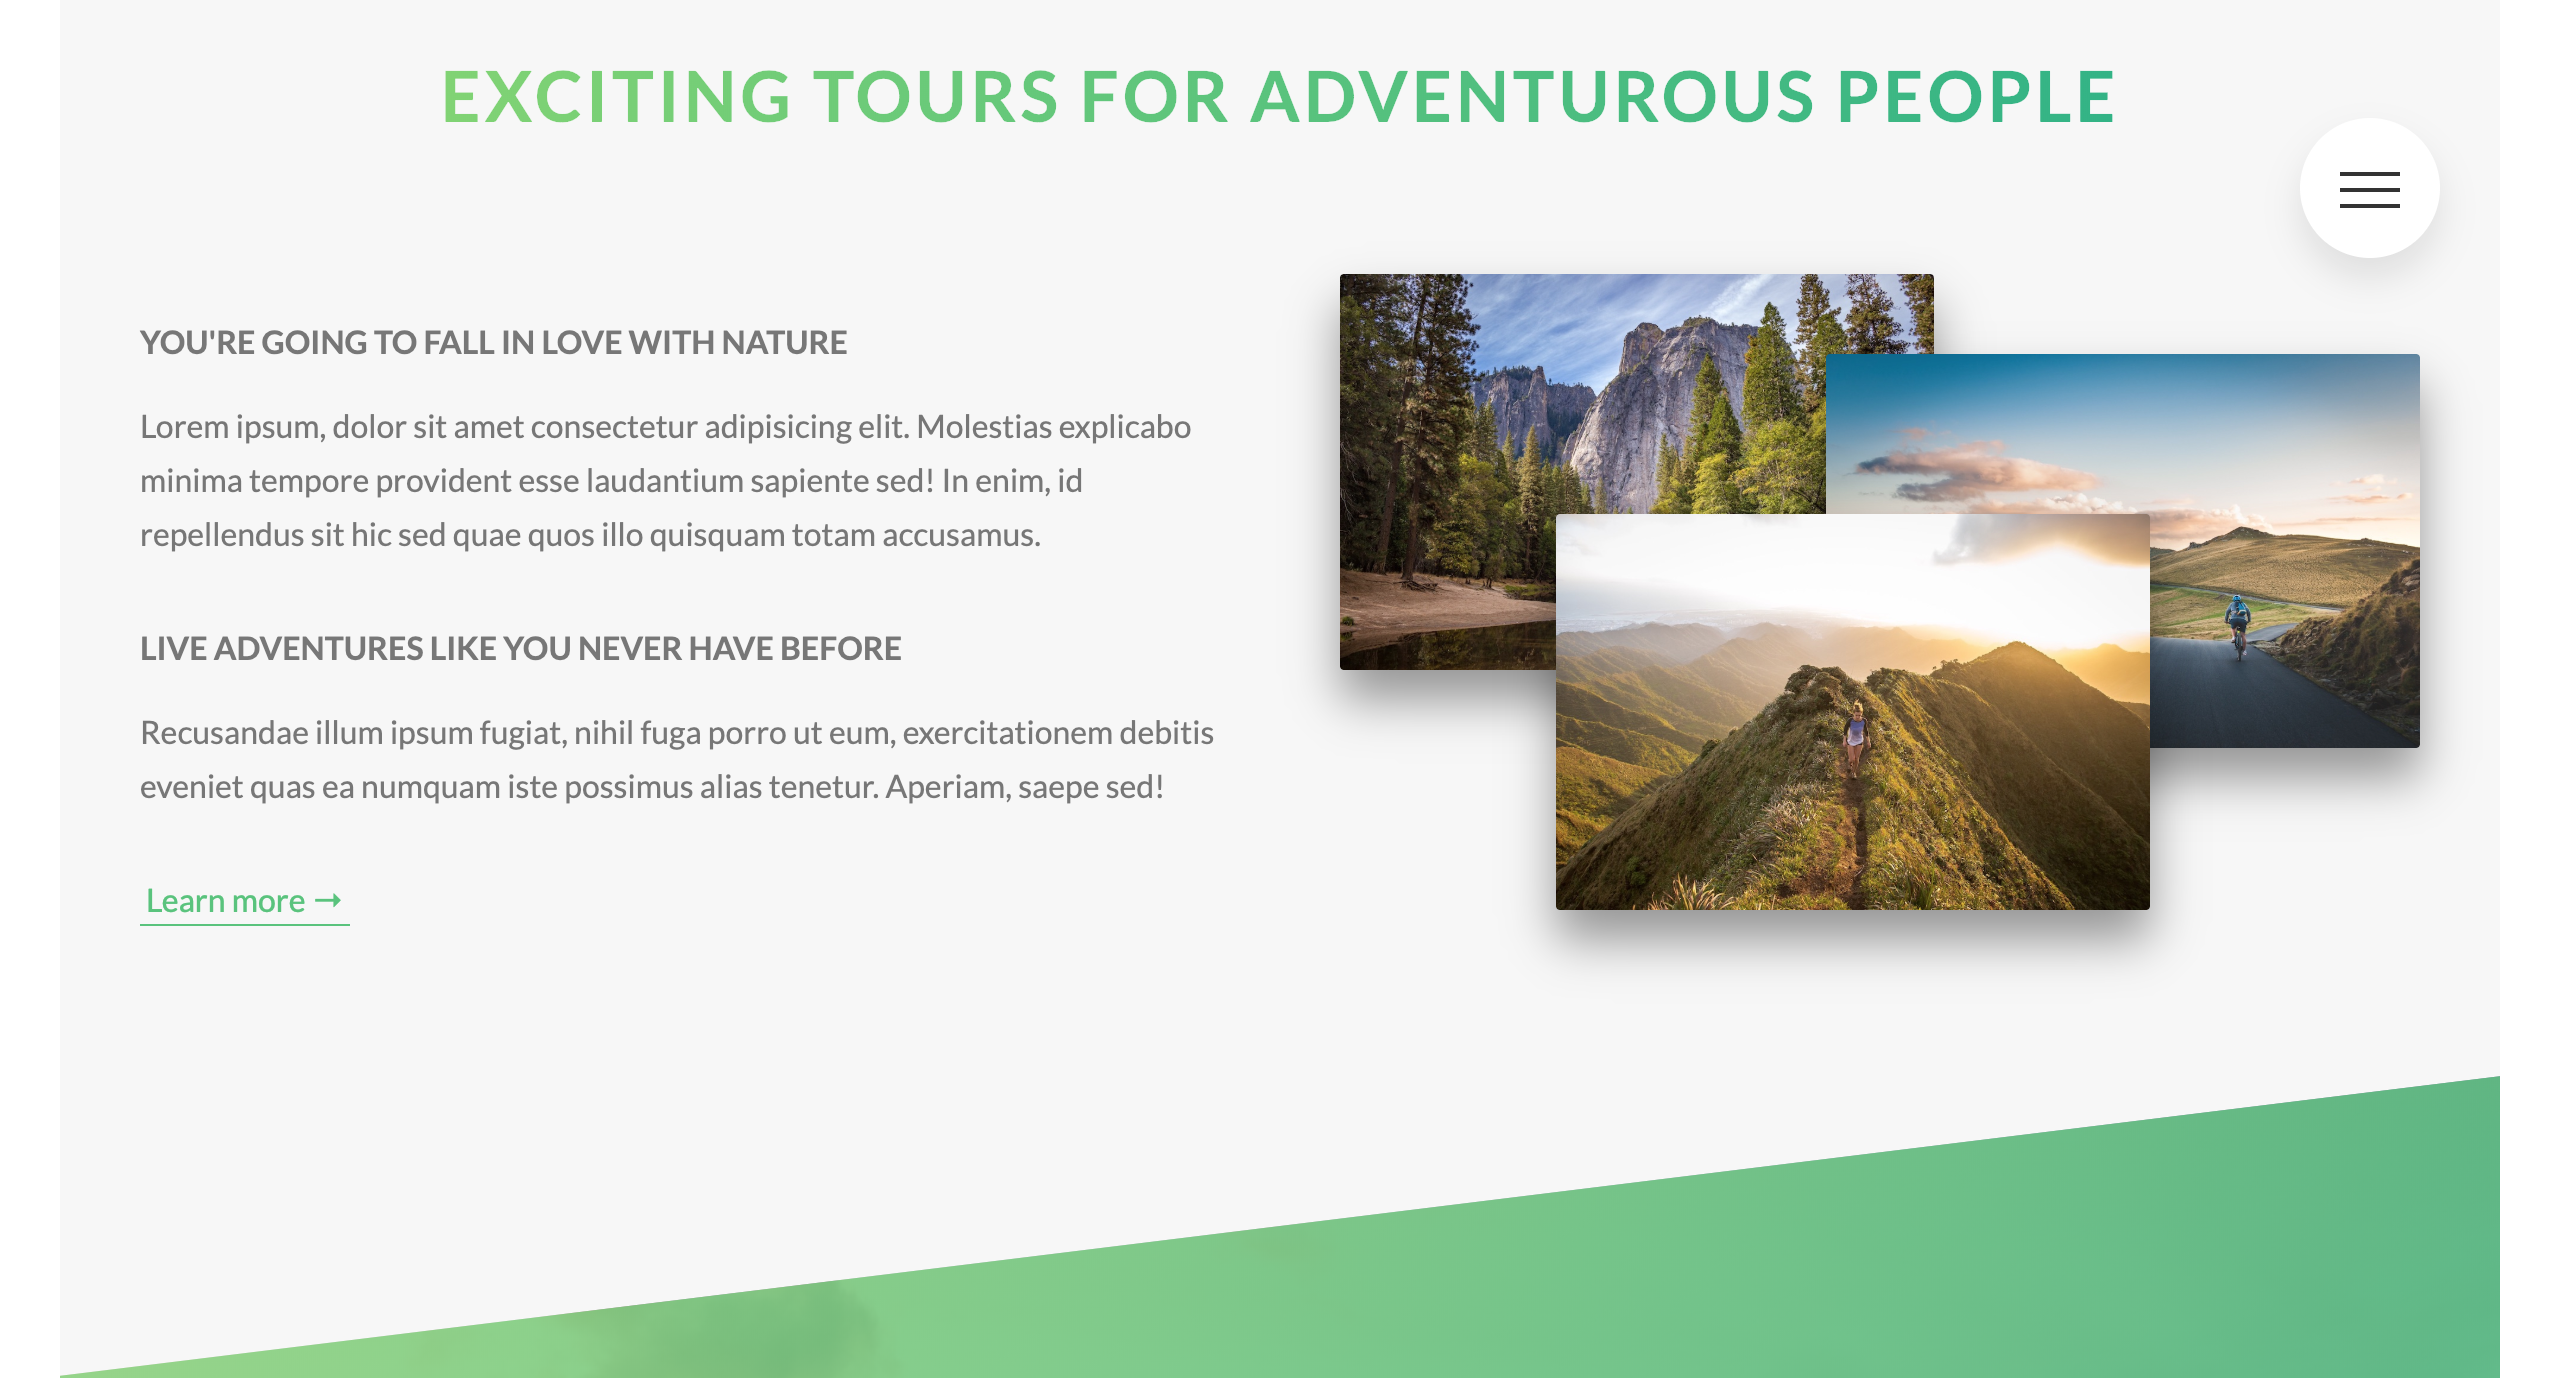 EXCITING TOURS FOR ADVENTUROUS PEOPLE
YOU'RE GOING TO FALL IN LOVE WITH NATURE
Lorem ipsum, dolor sit amet consectetur adipisicing elit. Molestias explicabo
minima tempore provident esse laudantium sapiente sed! In enim, id
repellendus sit hic sed quae quos illo quisquam totam accusamus.
LIVE ADVENTURES LIKE YOU NEVER HAVE BEFORE
Recusandae illum ipsum fugiat, nihil fuga porro ut eum, exercitationem debitis
eveniet quas ea numquam iste possimus alias tenetur. Aperiam, saepe sed!
Learn more →